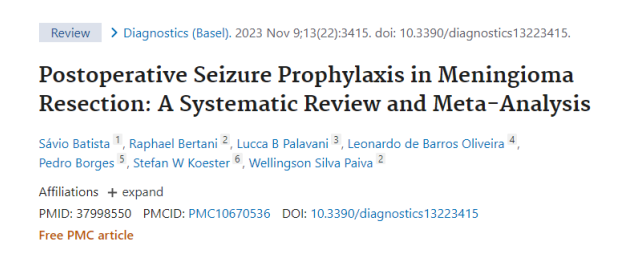 Review > Diagnostics (Basel). 2023 Nov 9;13(22):3415. doi: 10.3390/diagnostics13223415.
Postoperative Seizure Prophylaxis in Meningioma
Resection: A Systematic Review and Meta-Analysis
Sávio Batista 1, Raphael Bertani 2, Lucca B Palavani 3, Leonardo de Barros Oliveira 4,
Pedro Borges 5, Stefan W Koester 6, Wellingson Silva Paiva 2
Affiliations + expand
PMID: 37998550 PMCID: PMC10670536 DOI: 10.3390/diagnostics13223415
Free PMC article